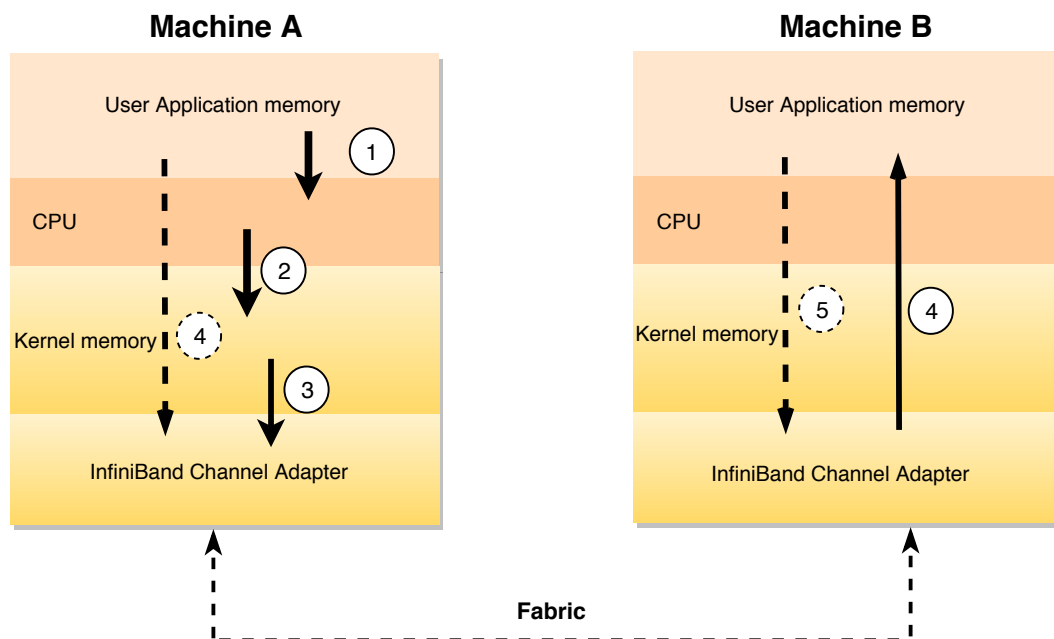 Machine A
User Application memory
1
CPU
2
Kernel memory
4
3
InfiniBand Channel Adapter
Machine B
User Application memory
CPU
Kernel memory
5
4
InfiniBand Channel Adapter
Fabric